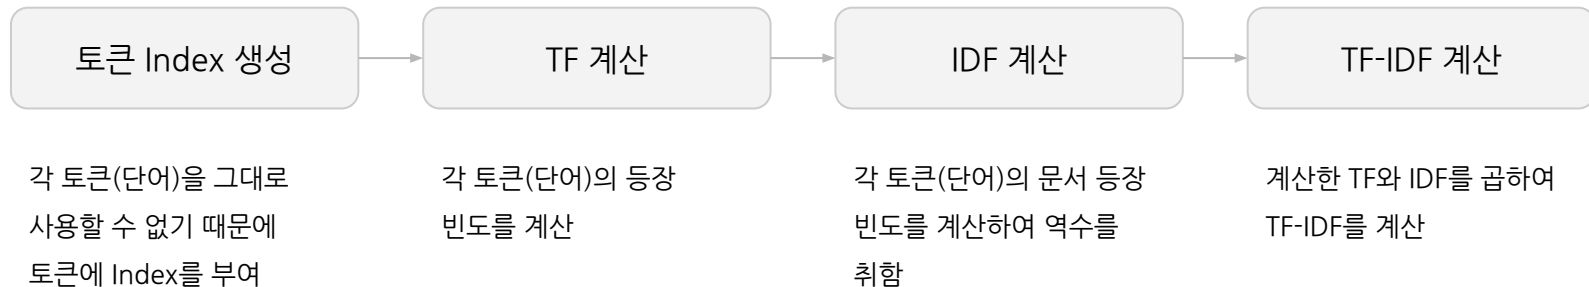 토큰 Index 생성
TF 계산
IDF 계산
TF-IDF 계산
각 토큰(단어)을 그대로
사용할 수 없기 때문에
토큰에 Index를 부여
각 토큰(단어)의 등장
빈도를 계산
각 토큰(단어)의 문서 등장
빈도를 계산하여 역수를
취함
계산한 TF와 IDF를 곱하여
TF-IDF를 계산